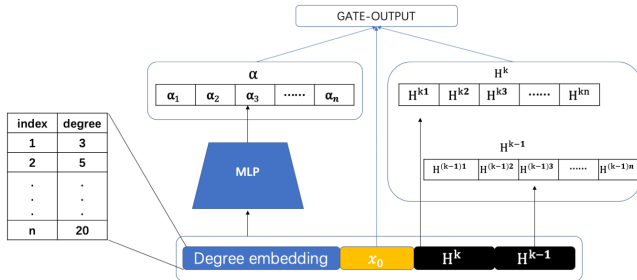 GATE-OUTPUT
α
α₁ α₂ α₃ ...... αₙ
Hᵏ
Hᵏ¹ Hᵏ² Hᵏ³ ...... Hᵏⁿ
Hᵏ⁻¹
H⁽ᵏ⁻¹⁾¹ H⁽ᵏ⁻¹⁾² H⁽ᵏ⁻¹⁾³ ...... H⁽ᵏ⁻¹⁾ⁿ
index degree
1 3
2 5
. .
. .
. .
n 20
MLP
Degree embedding x₀ Hᵏ Hᵏ⁻¹